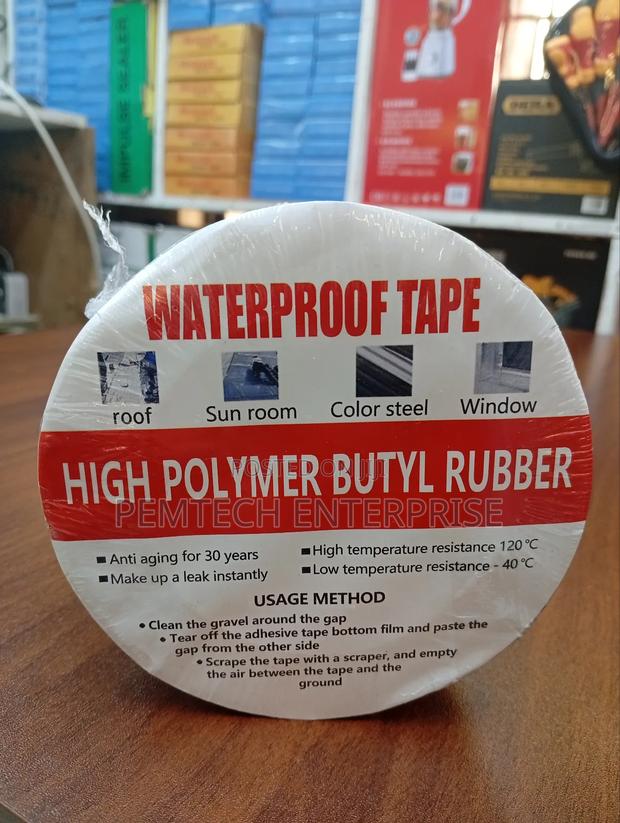 IMPULSE SEALER
INGCO
WATERPROOF TAPE
roof Sun room Color steel Window
HIGH POLYMER BUTYL RUBBER
POSTED ON JIJI
PEMTECH ENTERPRISE
■ Anti aging for 30 years ■ High temperature resistance 120℃
■ Make up a leak instantly ■ Low temperature resistance - 40℃
USAGE METHOD
• Clean the gravel around the gap
• Tear off the adhesive tape bottom film and paste the
gap from the other side
• Scrape the tape with a scraper, and empty
the air between the tape and the
ground